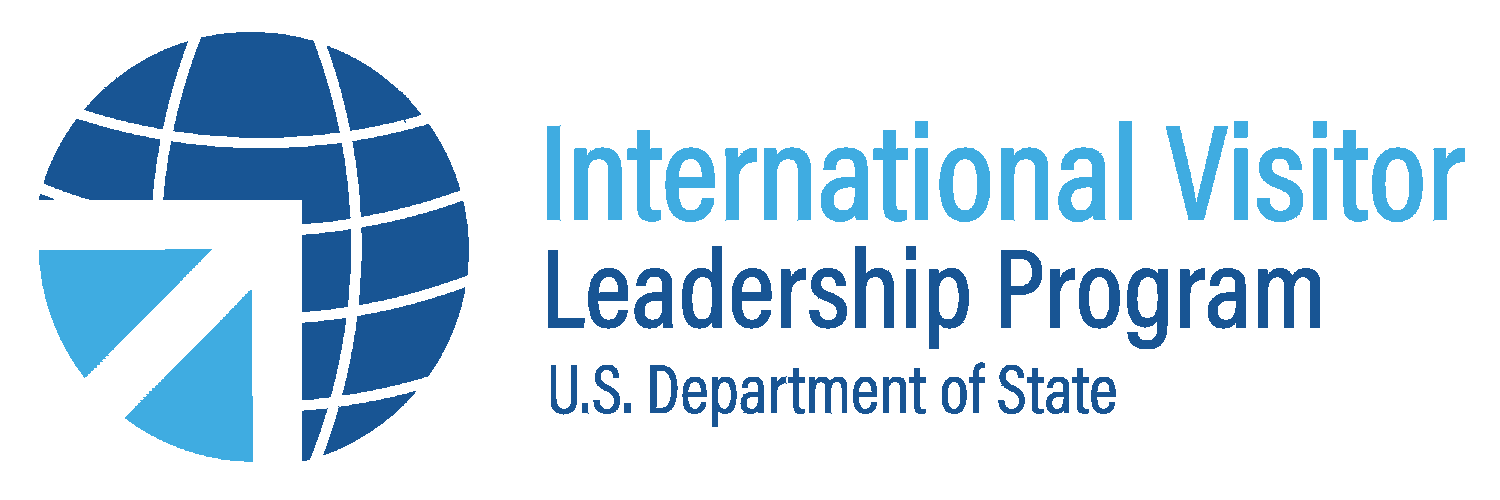 International Visitor
Leadership Program
U.S. Department of State